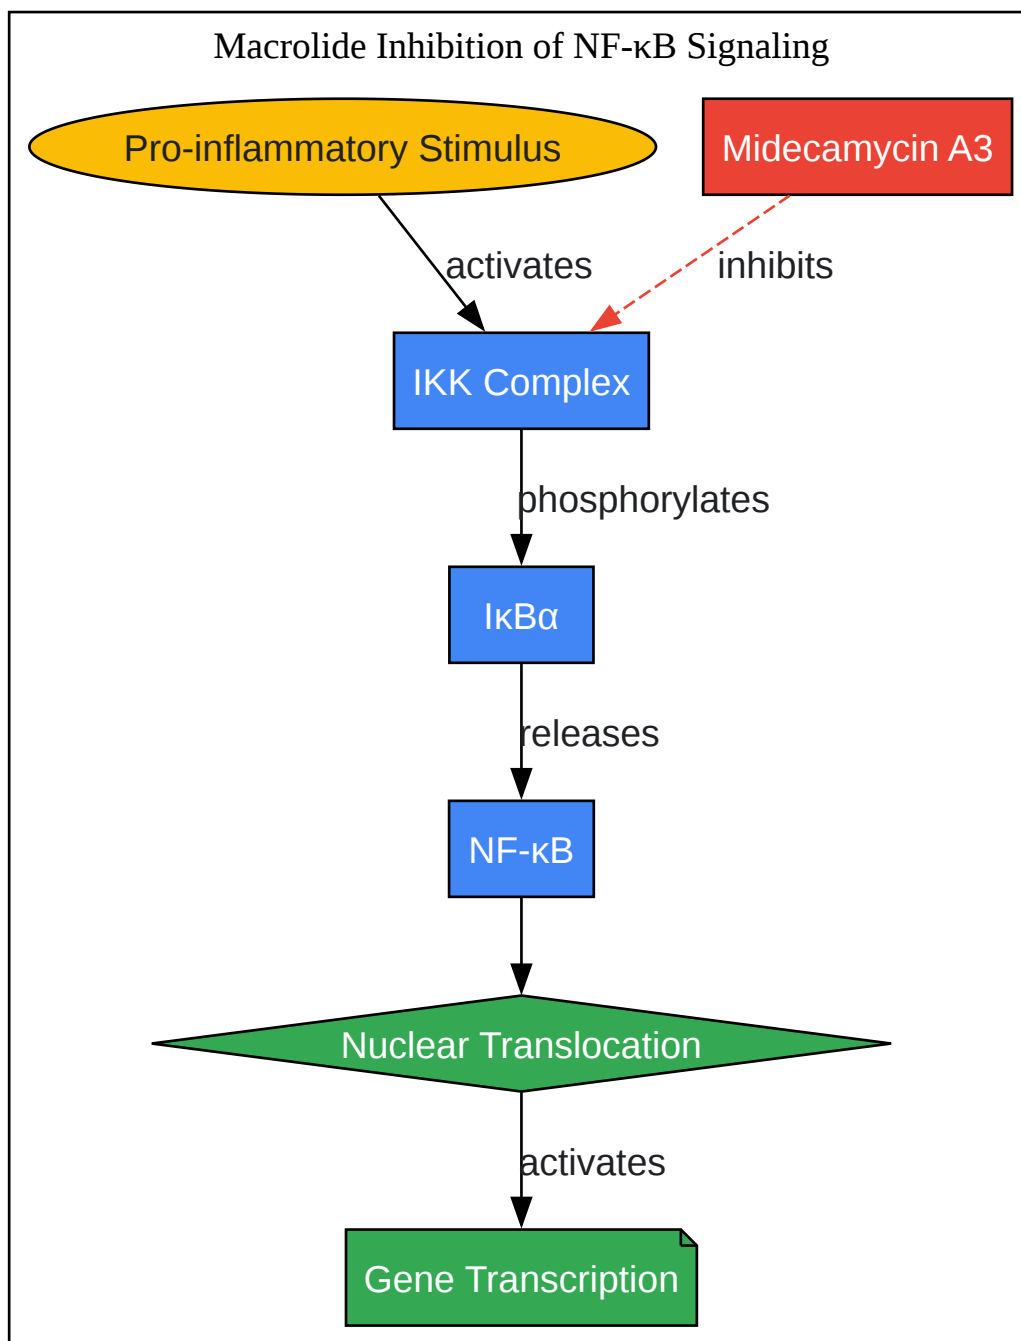 Macrolide Inhibition of NF-κB Signaling
Pro-inflammatory Stimulus
Midecamycin A3
activates
inhibits
IKK Complex
phosphorylates
IκBα
releases
NF-κB
Nuclear Translocation
activates
Gene Transcription